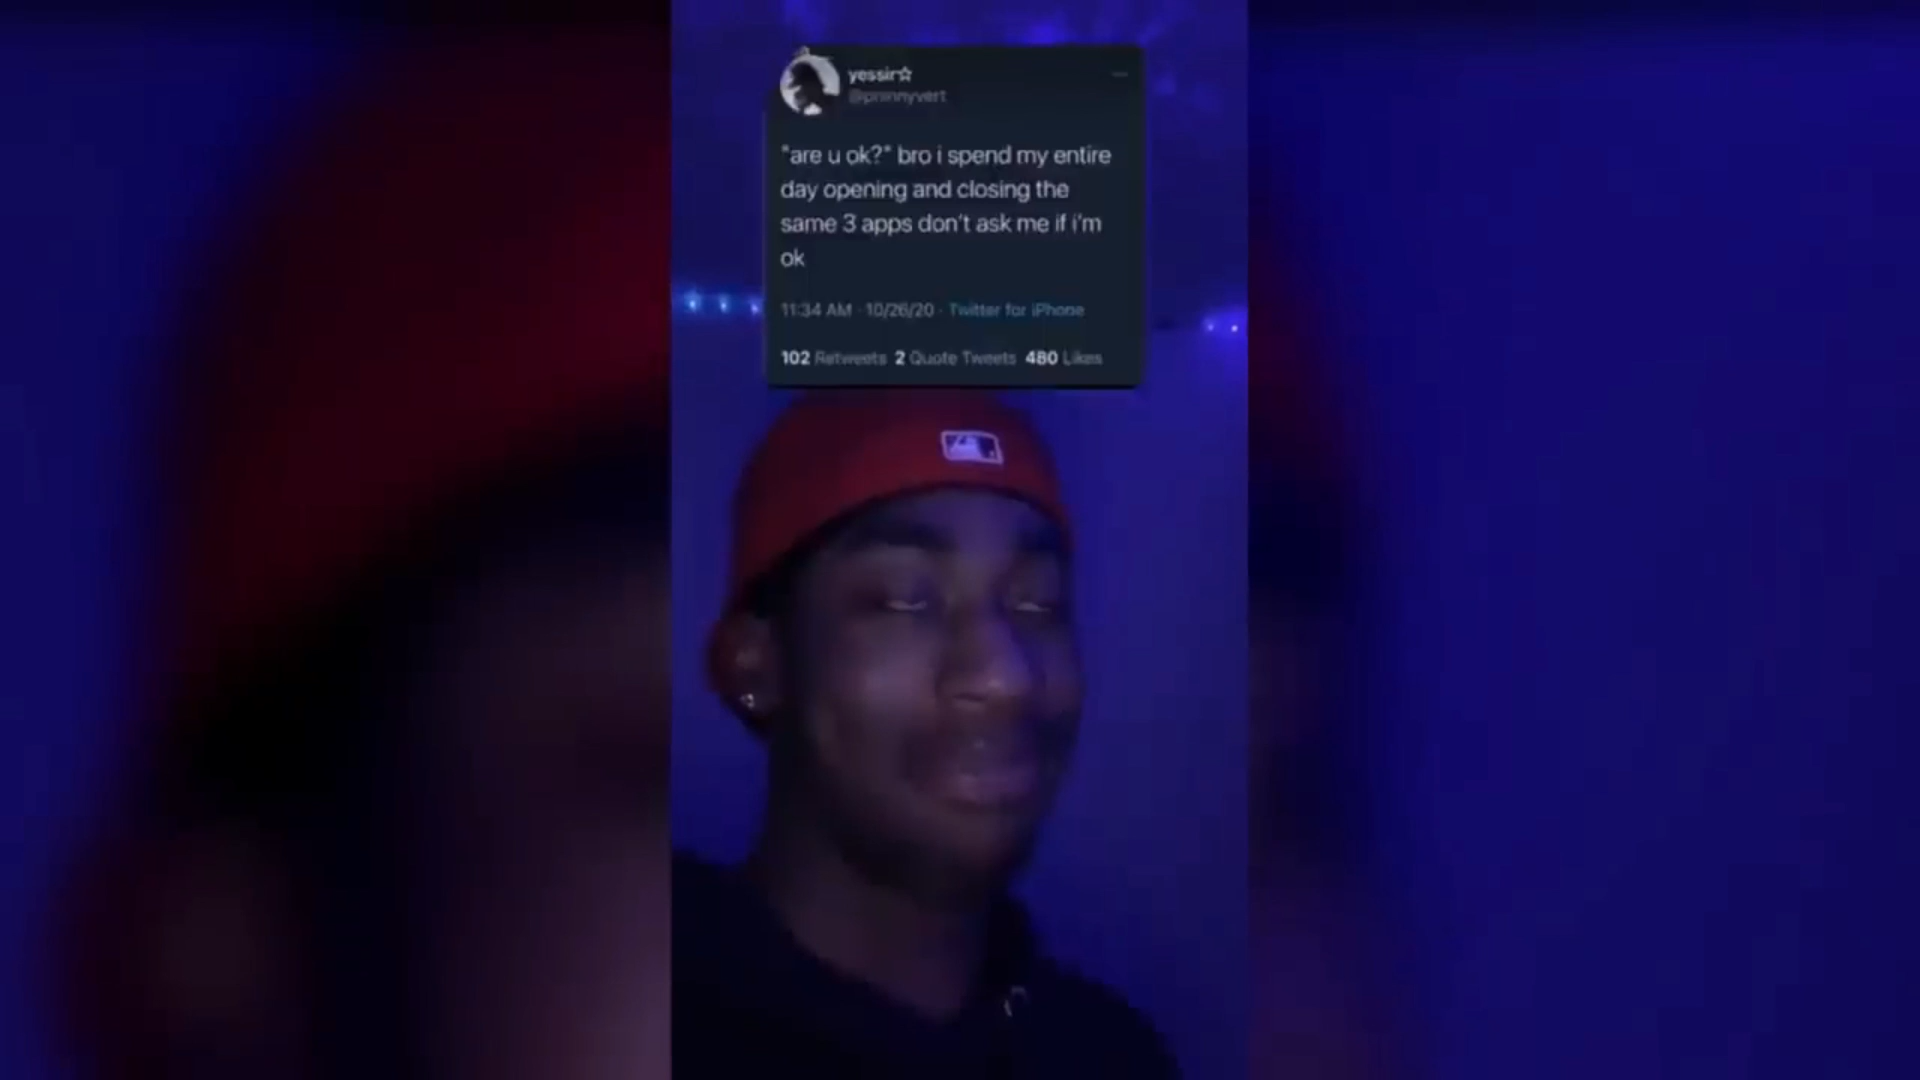 yessir☆
"are u ok?" bro i spend my entire
day opening and closing the
same 3 apps don't ask me if i'm
ok
11:34 AM · 10/26/20 · Twitter for iPhone
102 Retweets 2 Quote Tweets 480 Likes